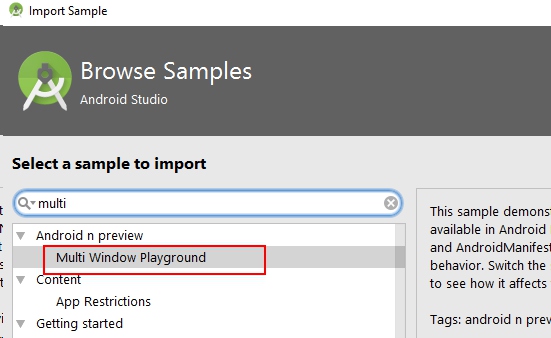 Import Sample
Browse Samples
Android Studio
Select a sample to import
multi
Android n preview
Multi Window Playground
Content
App Restrictions
Getting started
This sample demonst
available in Android
and AndroidManifest
behavior. Switch the
to see how it affects
Tags: android n prev